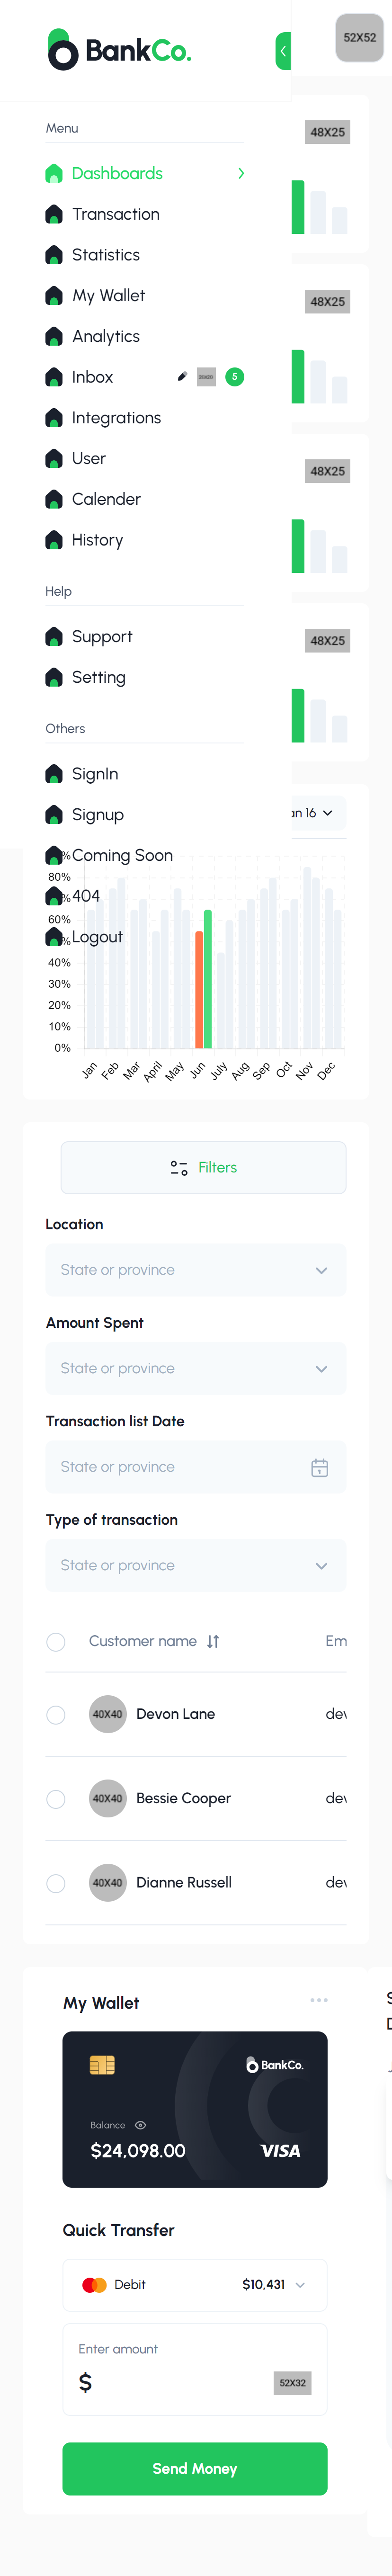 BankCo.
52X52
Menu
48X25
Dashboards
Transaction
Statistics
My Wallet
48X25
Analytics
Inbox
5
Integrations
User
48X25
Calender
History
Help
Support
48X25
Setting
Others
SignIn
Signup
an 16
Coming Soon
80%
404
60%
Logout
40%
30%
20%
10%
0%
Jan Feb Mar April May Jun July Aug Sep Oct Nov Dec
Filters
Location
State or province
Amount Spent
State or province
Transaction list Date
State or province
Type of transaction
State or province
Customer name Em
40X40 Devon Lane dev
40X40 Bessie Cooper dev
40X40 Dianne Russell dev
My Wallet
BankCo.
Balance
$24,098.00 VISA
Quick Transfer
Debit $10,431
Enter amount
$ 52X32
Send Money